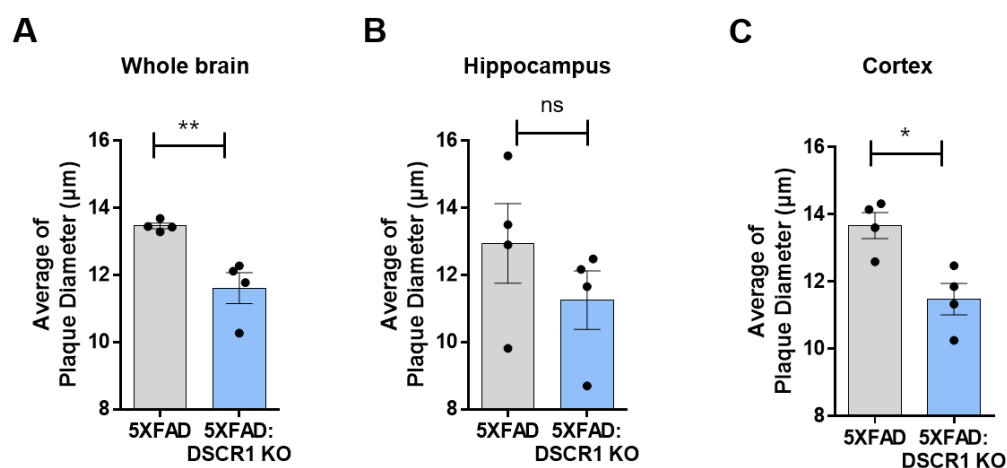 A
Whole brain
**
Average of
Plaque Diameter (µm)
16
14
12
10
8
5XFAD
5XFAD:
DSCR1 KO
B
Hippocampus
ns
Average of
Plaque Diameter (µm)
16
14
12
10
8
5XFAD
5XFAD:
DSCR1 KO
C
Cortex
*
Average of
Plaque Diameter (µm)
16
14
12
10
8
5XFAD
5XFAD:
DSCR1 KO